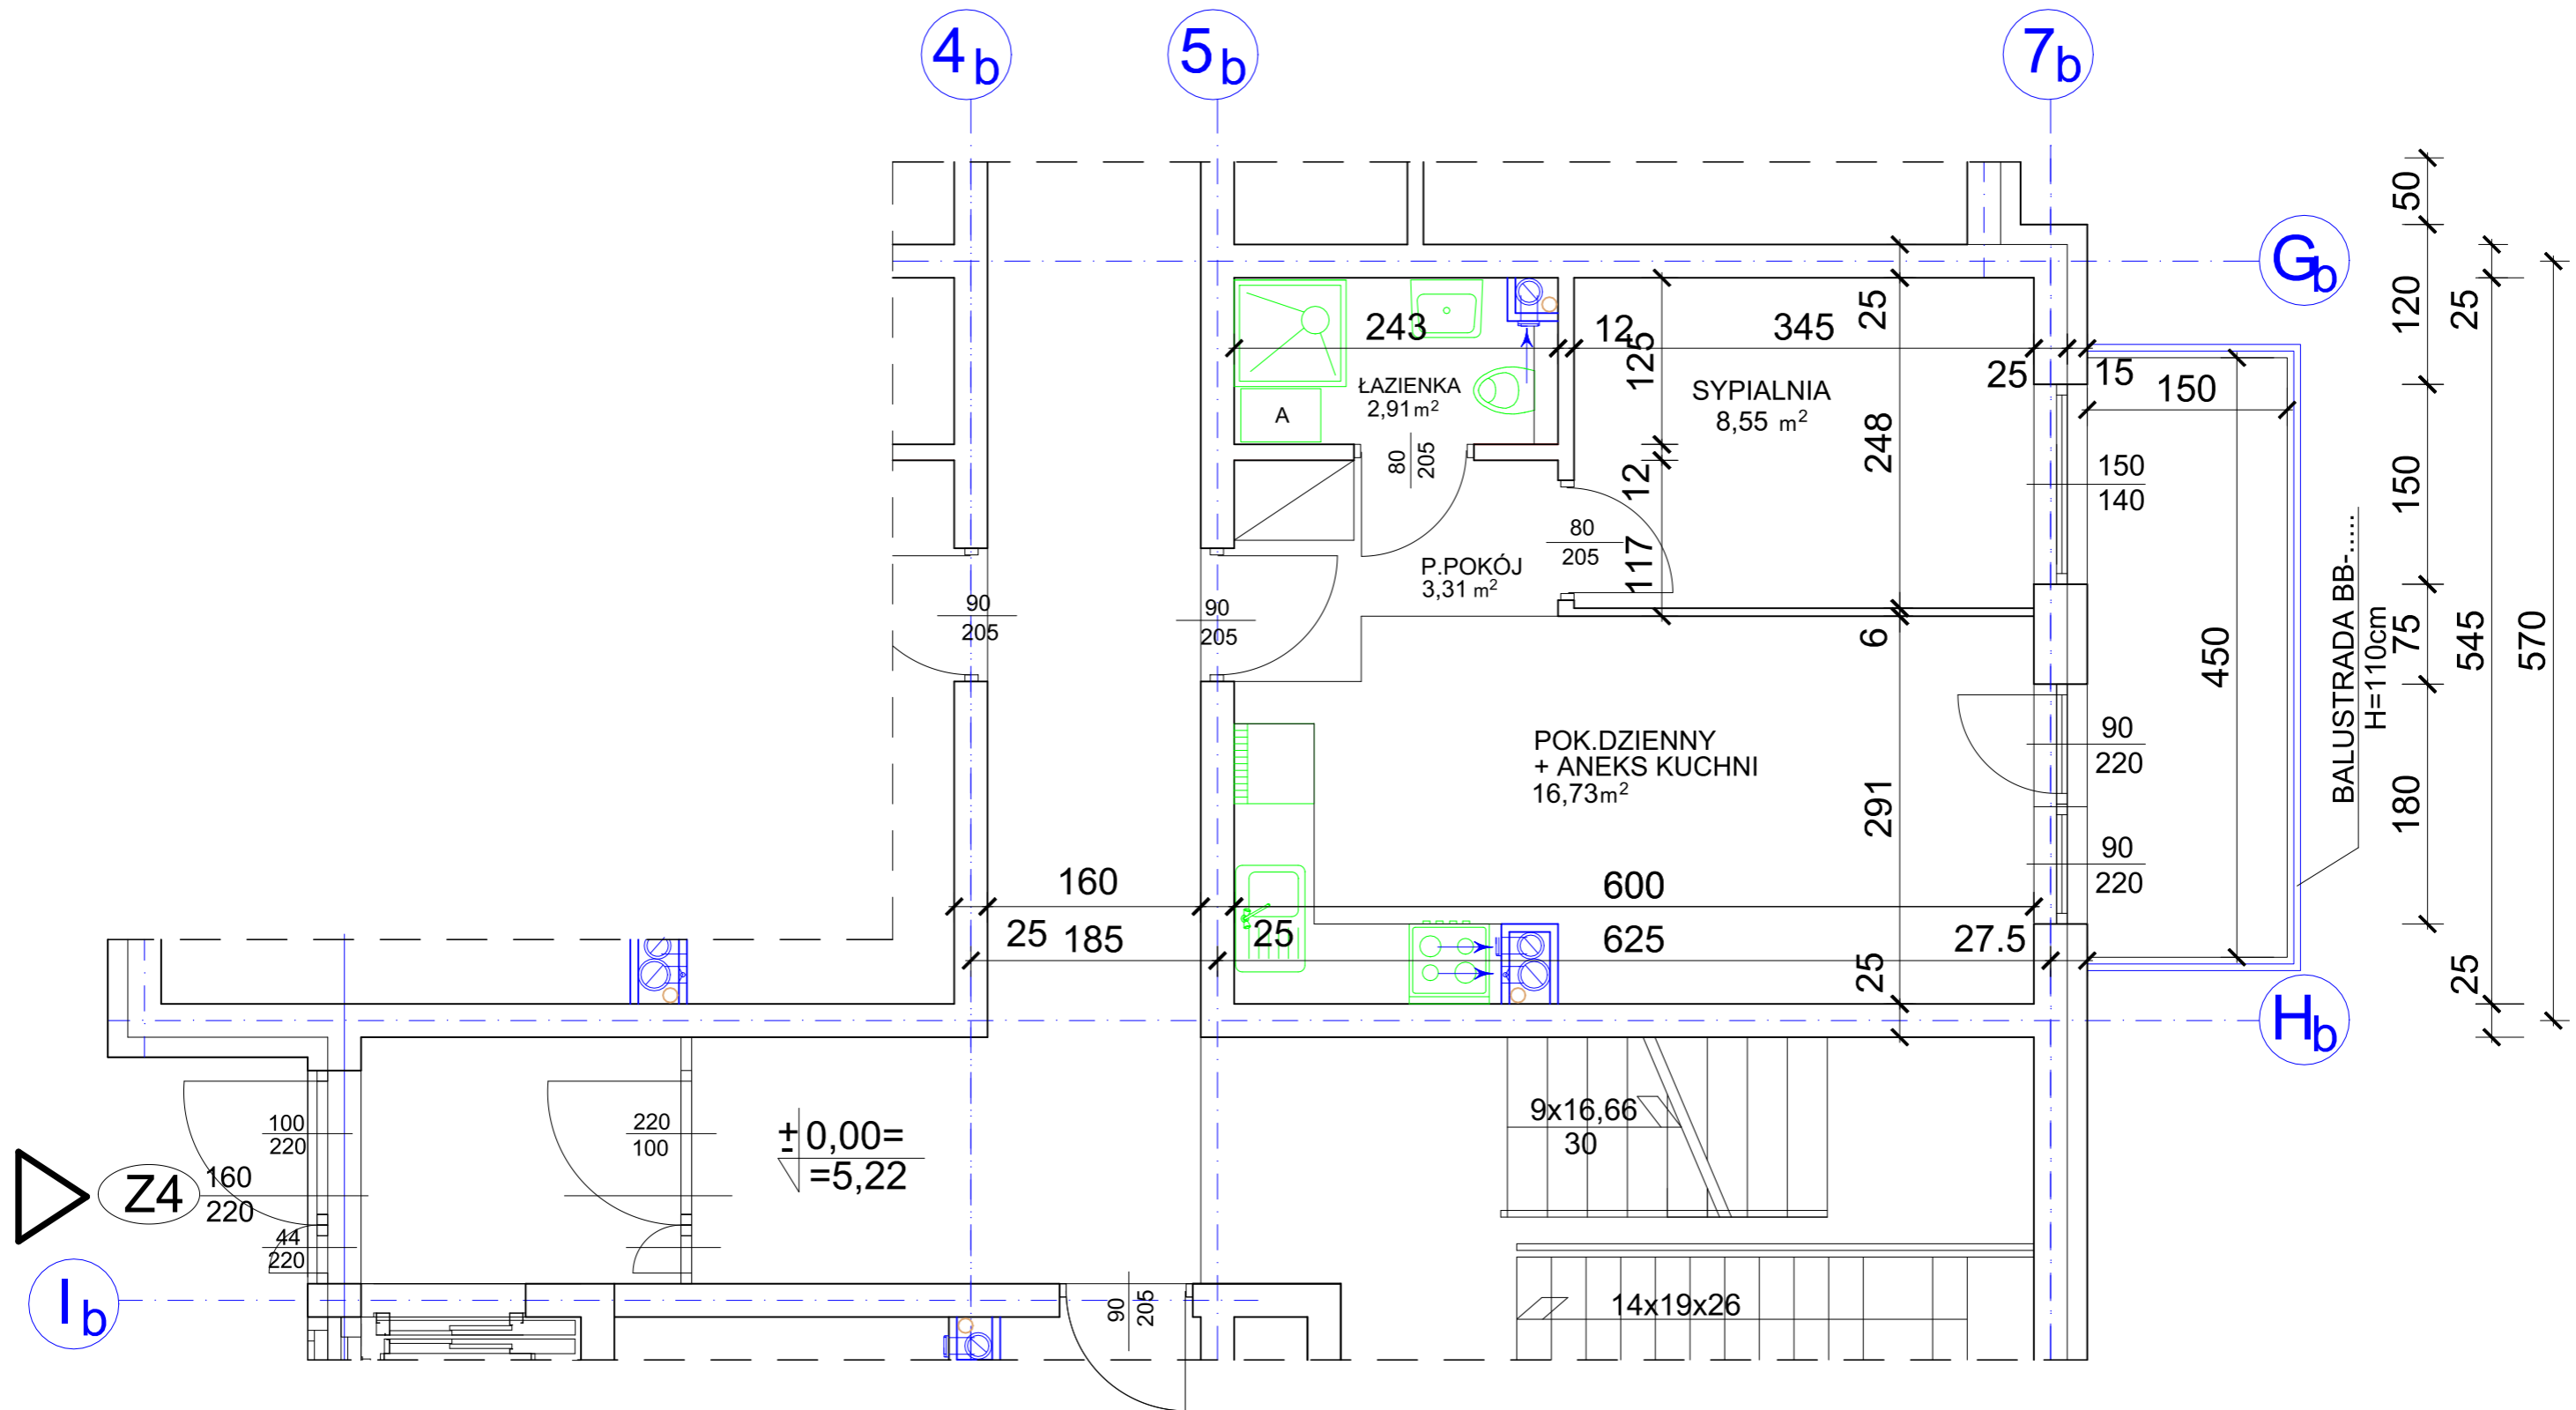 4b
5b
7b
Gb
Hb
Ib
50
120
25
150
75
545
570
180
25
243
12
345
25
125
25
15
150
ŁAZIENKA
2,91 m²
A
SYPIALNIA
8,55 m²
248
80
205
12
150
140
80
205
117
P.POKÓJ
3,31 m²
90
205
90
205
6
450
BALUSTRADA BB-.....
H=110cm
POK.DZIENNY
+ ANEKS KUCHNI
16,73m²
90
220
291
90
220
160
600
25
185
25
625
27.5
25
100
220
220
100
±0,00=
=5,22
9x16,66
30
Z4
160
220
44
220
90
205
14x19x26